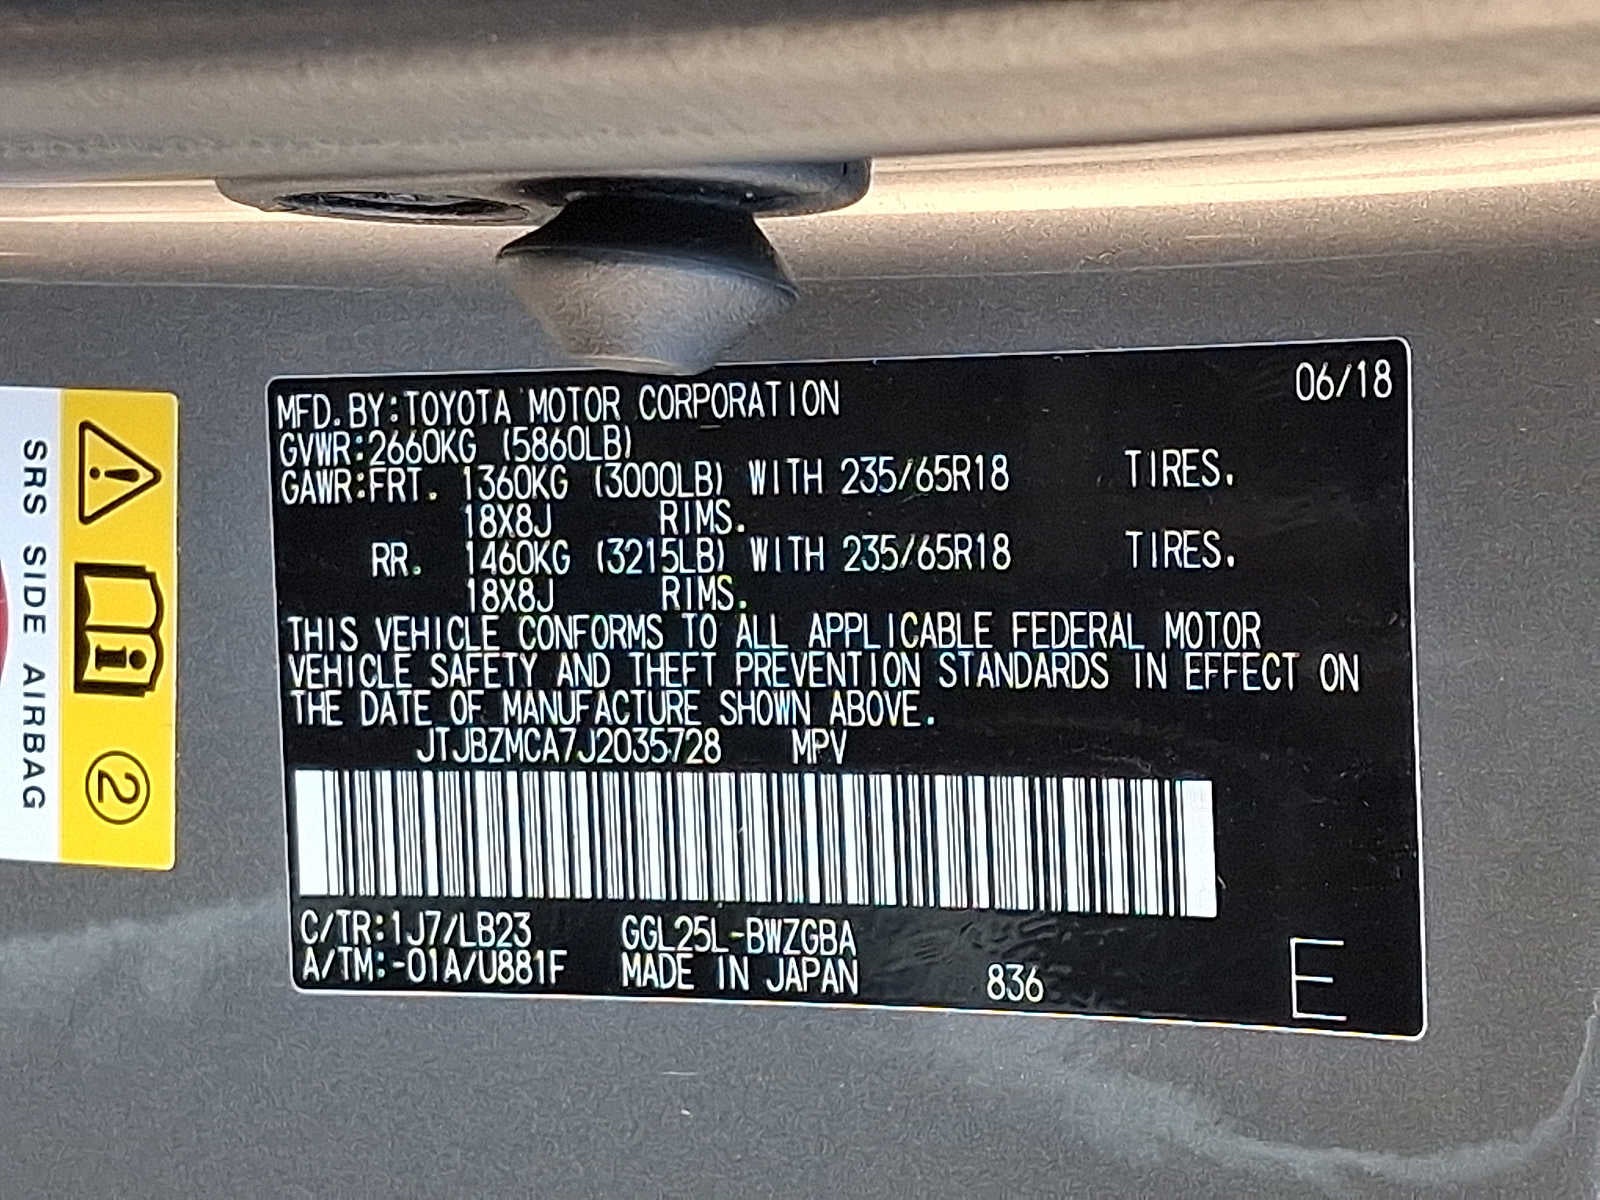 MFD.BY:TOYOTA MOTOR CORPORATION 06/18
GVWR:2660KG (5860LB)
GAWR:FRT. 1360KG (3000LB) WITH 235/65R18 TIRES.
18X8J RIMS.
RR. 1460KG (3215LB) WITH 235/65R18 TIRES.
18X8J RIMS.
THIS VEHICLE CONFORMS TO ALL APPLICABLE FEDERAL MOTOR
VEHICLE SAFETY AND THEFT PREVENTION STANDARDS IN EFFECT ON
THE DATE OF MANUFACTURE SHOWN ABOVE.
JTJBZMCA7J2035728 MPV
C/TR:1J7/LB23 GGL25L-BWZGBA
A/TM:-01A/U881F MADE IN JAPAN 836 E
SRS SIDE AIRBAG
2